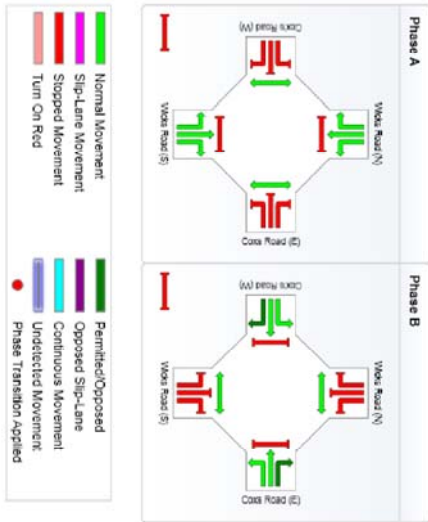 Phase A
Wicks Road (N)
Coxs Road (W)
Coxs Road (E)
Wicks Road (S)
Phase B
Wicks Road (N)
Coxs Road (W)
Coxs Road (E)
Wicks Road (S)
Normal Movement
Slip-Lane Movement
Stopped Movement
Turn On Red
Permitted/Opposed
Opposed Slip-Lane
Continuous Movement
Undetected Movement
Phase Transition Applied